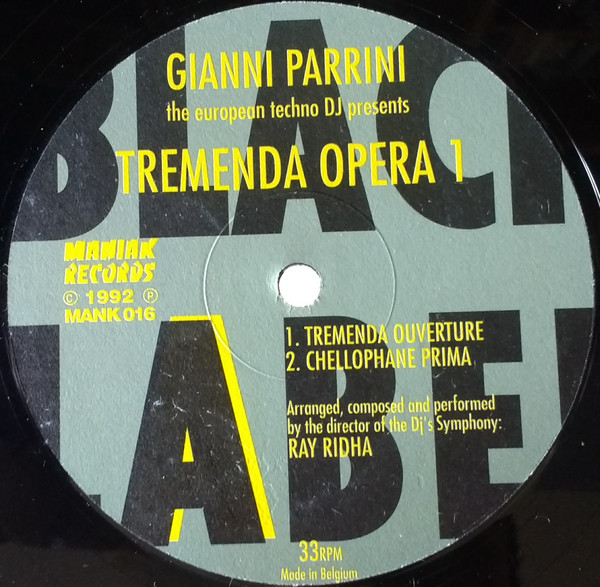 BLACK
GIANNI PARRINI
the european techno DJ presents
TREMENDA OPERA 1
MANIAK
RECORDS
© 1992 ℗
MANK 016
LABEL
1. TREMENDA OUVERTURE
2. CHELLOPHANE PRIMA
Arranged, composed and performed
by the director of the Dj's Symphony:
RAY RIDHA
33RPM
Made in Belgium